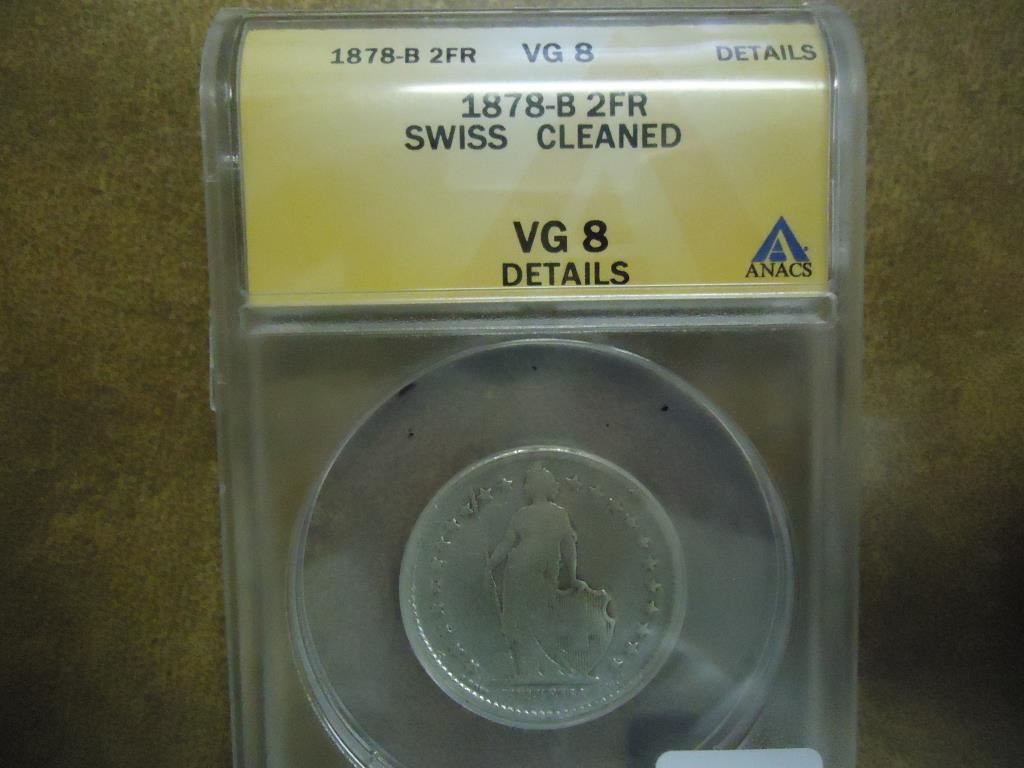 1878-B 2FR VG 8 DETAILS
1878-B 2FR
SWISS CLEANED
VG 8
DETAILS
ANACS